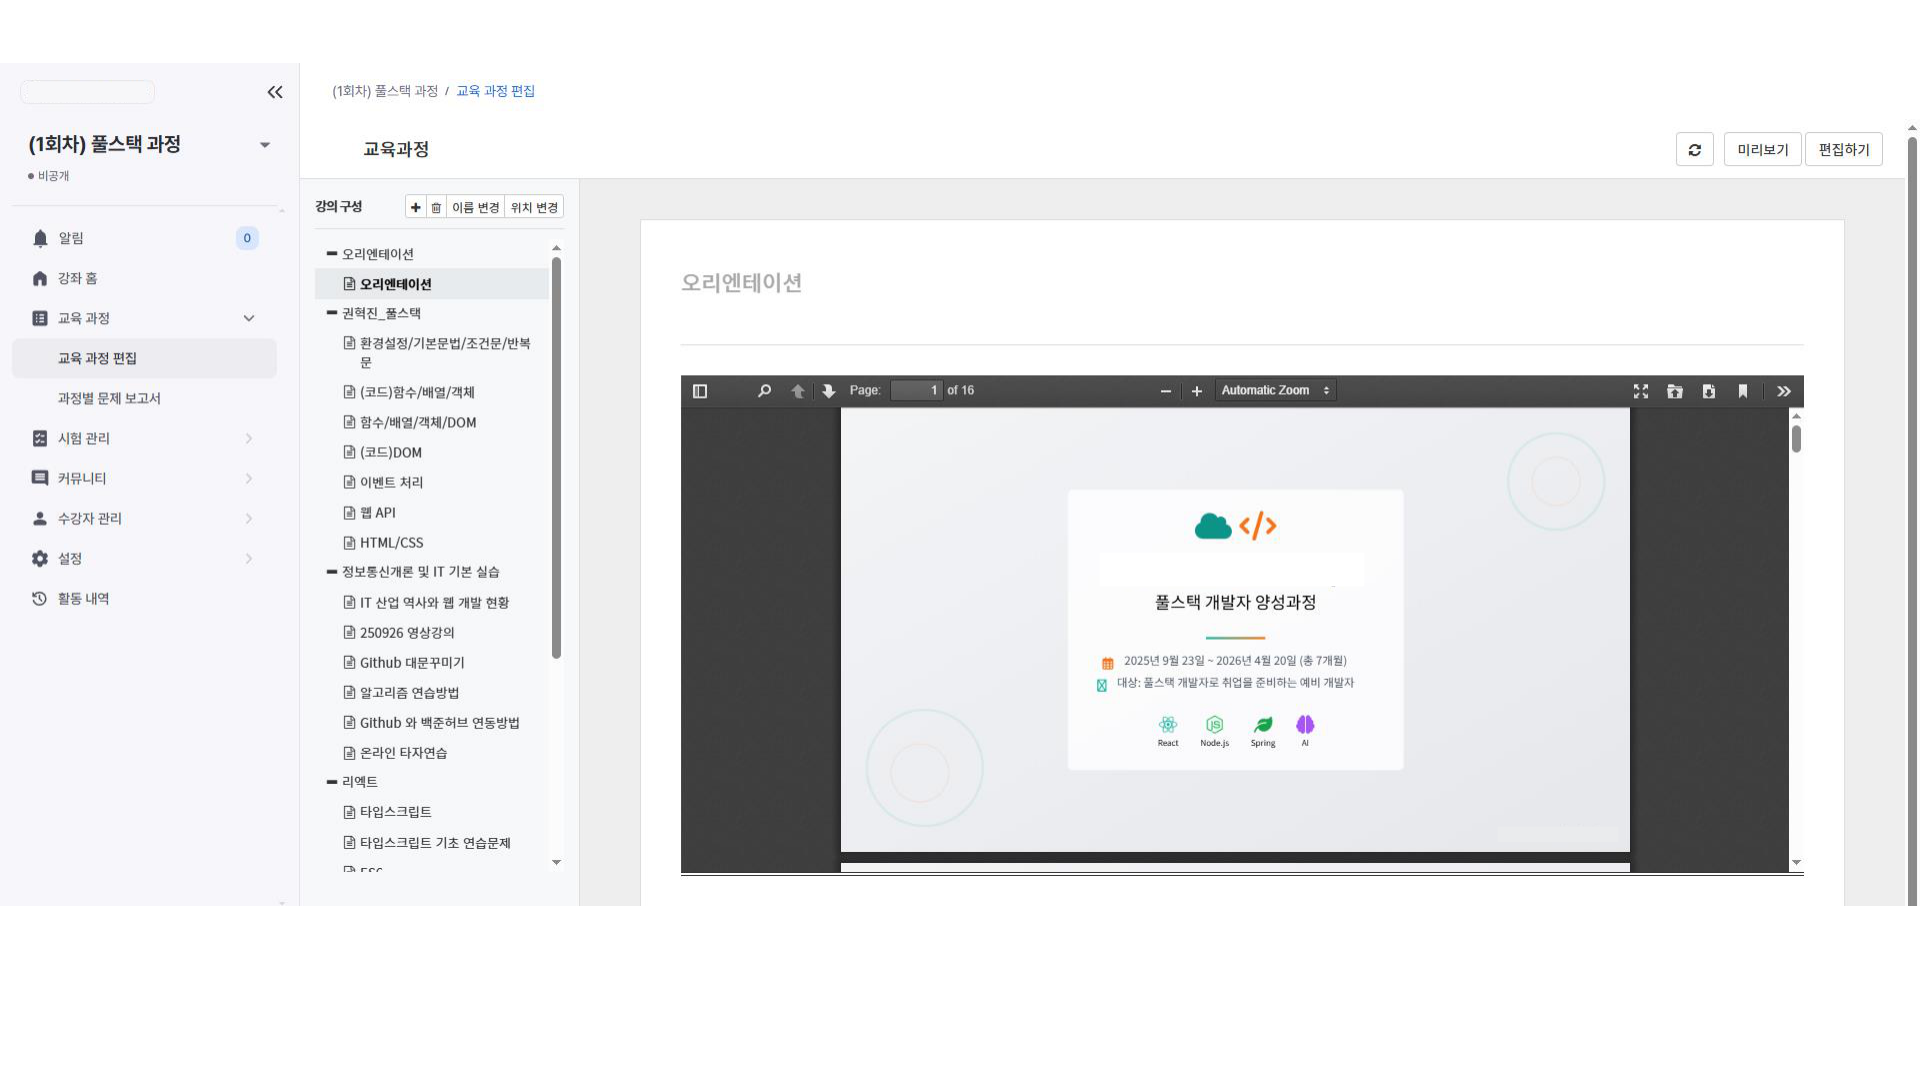 (1회차) 풀스택 과정 / 교육 과정 편집
(1회차) 풀스택 과정
비공개
알림 0
강좌 홈
교육 과정
교육 과정 편집
과정별 문제 보고서
시험 관리
커뮤니티
수강자 관리
설정
활동 내역
교육과정
미리보기 편집하기
강의 구성
이름 변경 위치 변경
오리엔테이션
오리엔테이션
권혁진_풀스택
환경설정/기본문법/조건문/반복
문
(코드)함수/배열/객체
함수/배열/객체/DOM
(코드)DOM
이벤트 처리
웹 API
HTML/CSS
정보통신개론 및 IT 기본 실습
IT 산업 역사와 웹 개발 현황
250926 영상강의
GIthub 대문꾸미기
알고리즘 연습방법
Github 와 백준허브 연동방법
온라인 타자연습
리엑트
타입스크립트
타입스크립트 기초 연습문제
오리엔테이션
Page: 1 of 16
Automatic Zoom
풀스택 개발자 양성과정
2025년 9월 23일 ~ 2026년 4월 20일 (총 7개월)
대상: 풀스택 개발자로 취업을 준비하는 예비 개발자
React Node.js Spring AI